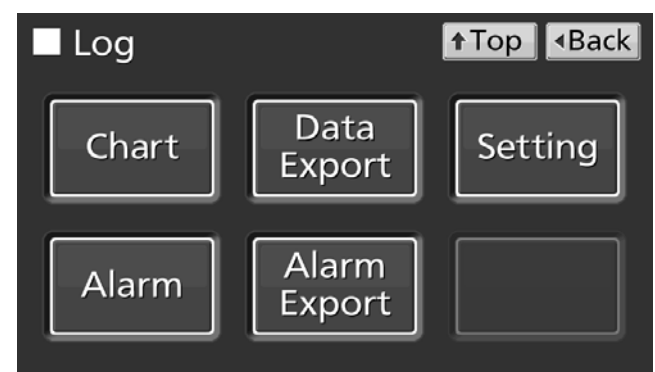 Log
↑Top
◂Back
Chart
Data
Export
Setting
Alarm
Alarm
Export